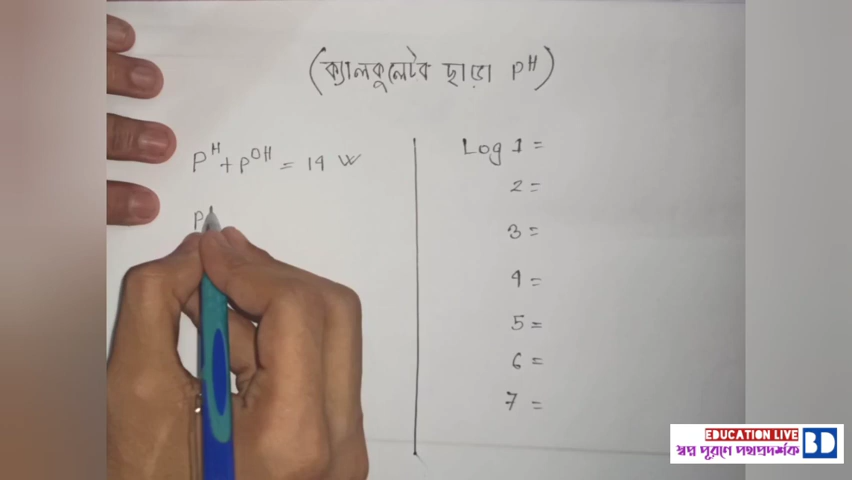 (ক্যালকুলেটর ছাড়া PH)
PH + POH = 14 W
P
Log 1 =
2 =
3 =
4 =
5 =
6 =
7 =
EDUCATION LIVE BD
স্বপ্ন পূরণে পথপ্রদর্শক